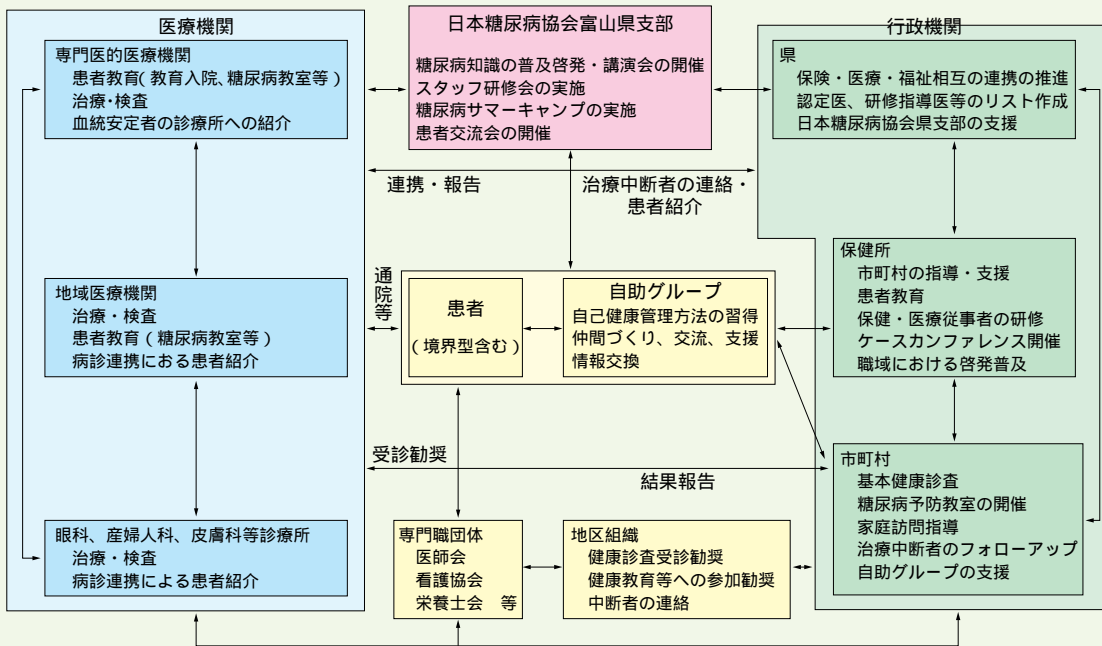 医療機関
専門医的医療機関
患者教育(教育入院、糖尿病教室等)
治療・検査
血統安定者の診療所への紹介
地域医療機関
治療・検査
患者教育(糖尿病教室等)
病診連携におる患者紹介
眼科、産婦人科、皮膚科等診療所
治療・検査
病診連携による患者紹介
日本糖尿病協会富山県支部
糖尿病知識の普及啓発・講演会の開催
スタッフ研修会の実施
糖尿病サマーキャンプの実施
患者交流会の開催
連携・報告
治療中断者の連絡・
患者紹介
通院等
患者
(境界型含む)
自助グループ
自己健康管理方法の習得
仲間づくり、交流、支援
情報交換
受診勧奨
結果報告
専門職団体
医師会
看護協会
栄養士会 等
地区組織
健康診査受診勧奨
健康教育等への参加勧奨
中断者の連絡
行政機関
県
保険・医療・福祉相互の連携の推進
認定医、研修指導医等のリスト作成
日本糖尿病協会県支部の支援
保健所
市町村の指導・支援
患者教育
保健・医療従事者の研修
ケースカンファレンス開催
職域における啓発普及
市町村
基本健康診査
糖尿病予防教室の開催
家庭訪問指導
治療中断者のフォローアップ
自助グループの支援